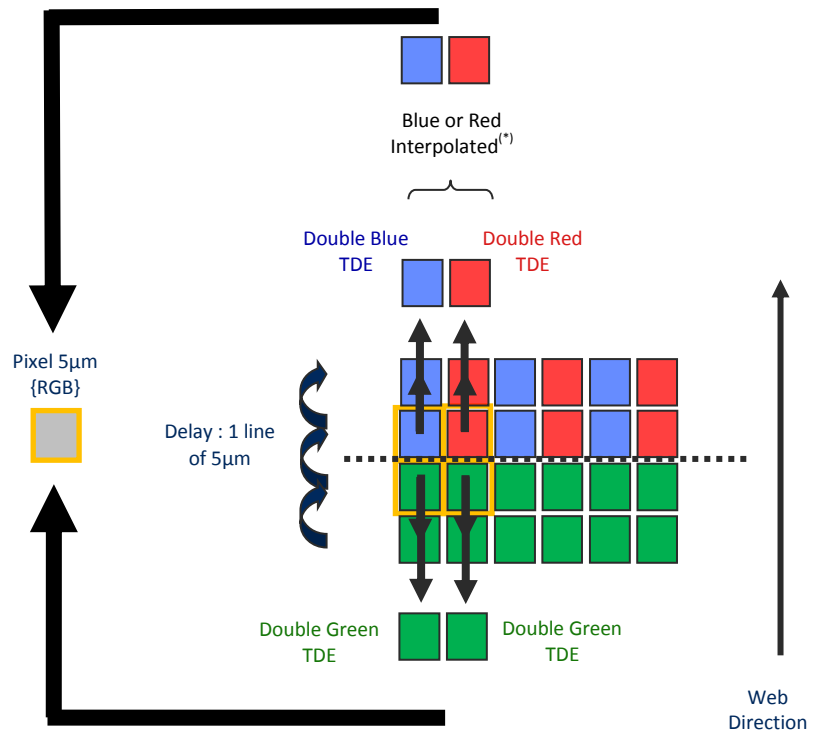 Blue or Red
Interpolated(*)
Double Blue
TDE
Double Red
TDE
Pixel 5µm
{RGB}
Delay : 1 line
of 5µm
Double Green
TDE
Double Green
TDE
Web
Direction